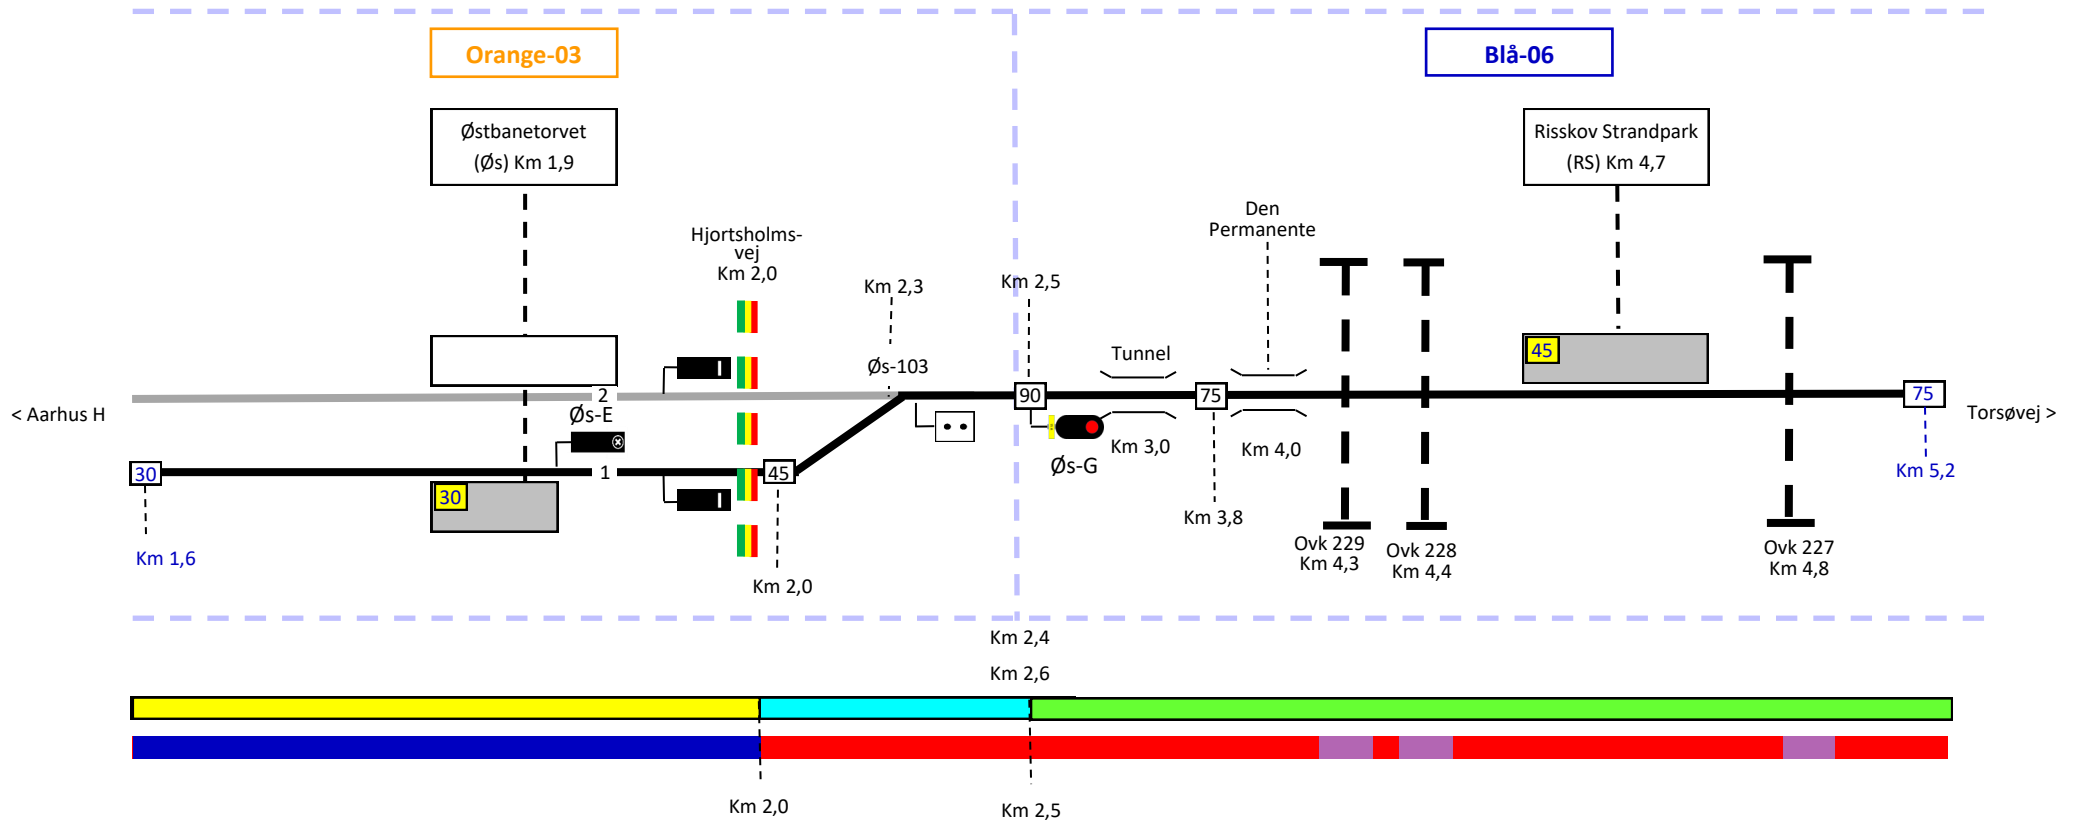 Orange-03
Blå-06
Østbanetorvet
(Øs) Km 1,9
Risskov Strandpark
(RS) Km 4,7
Hjortsholms-
vej
Km 2,0
Km 2,3
Km 2,5
Den
Permanente
Øs-103
Tunnel
45
2
Øs-E
90
75
75
< Aarhus H
Torsøvej >
30
1
45
Øs-G
Km 3,0
Km 4,0
Km 5,2
30
Km 3,8
Km 1,6
Km 2,0
Ovk 229
Km 4,3
Ovk 228
Km 4,4
Ovk 227
Km 4,8
Km 2,4
Km 2,6
Km 2,0
Km 2,5